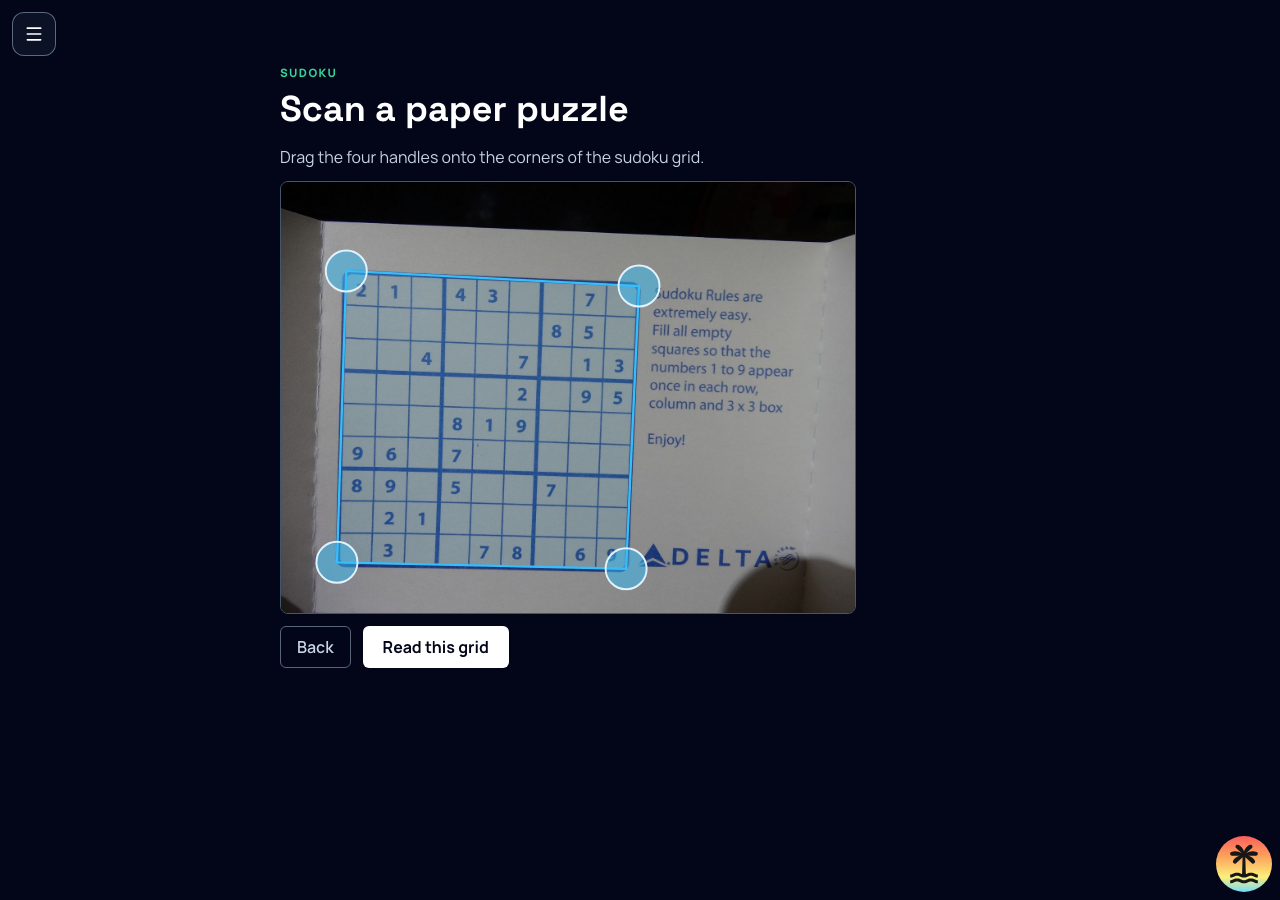 SUDOKU
Scan a paper puzzle
Drag the four handles onto the corners of the sudoku grid.
2 1 4 3 7
8 5
4 7 1 3
2 9 5
8 1 9
9 6 7
8 9 5 7
2 1
3 7 8 6 9
Sudoku Rules are
extremely easy.
Fill all empty
squares so that the
numbers 1 to 9 appear
once in each row,
column and 3 x 3 box
Enjoy!
DELTA
Back
Read this grid